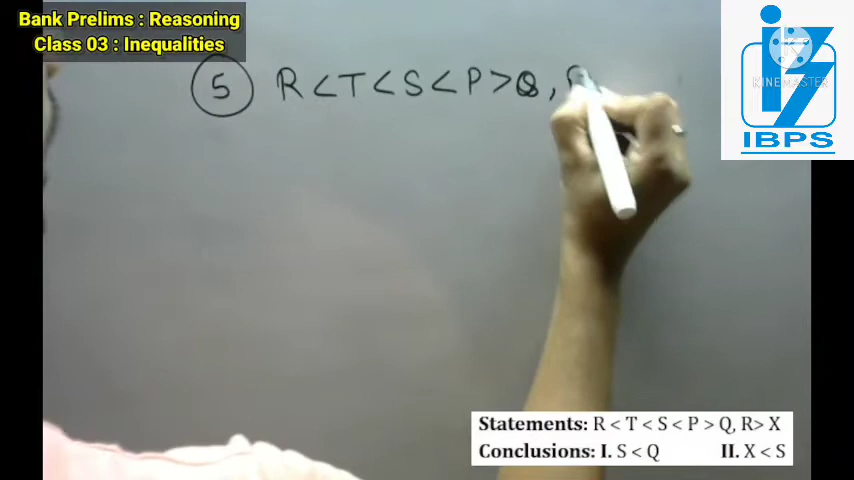 Bank Prelims : Reasoning
Class 03 : Inequalities
5 R < T < S < P > Q ,
KINEMASTER
IBPS
Statements: R < T < S < P > Q, R> X
Conclusions: I. S < Q II. X < S